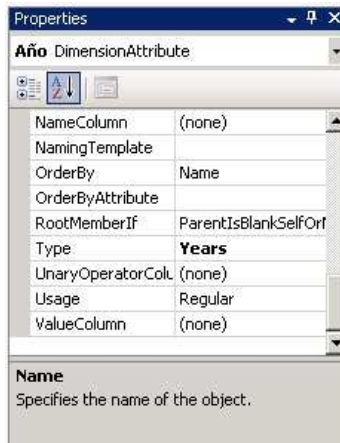 Properties
Año DimensionAttribute
NameColumn (none)
NamingTemplate
OrderBy Name
OrderByAttribute
RootMemberIf ParentIsBlankSelfOr
Type Years
UnaryOperatorColu (none)
Usage Regular
ValueColumn (none)
Name
Specifies the name of the object.